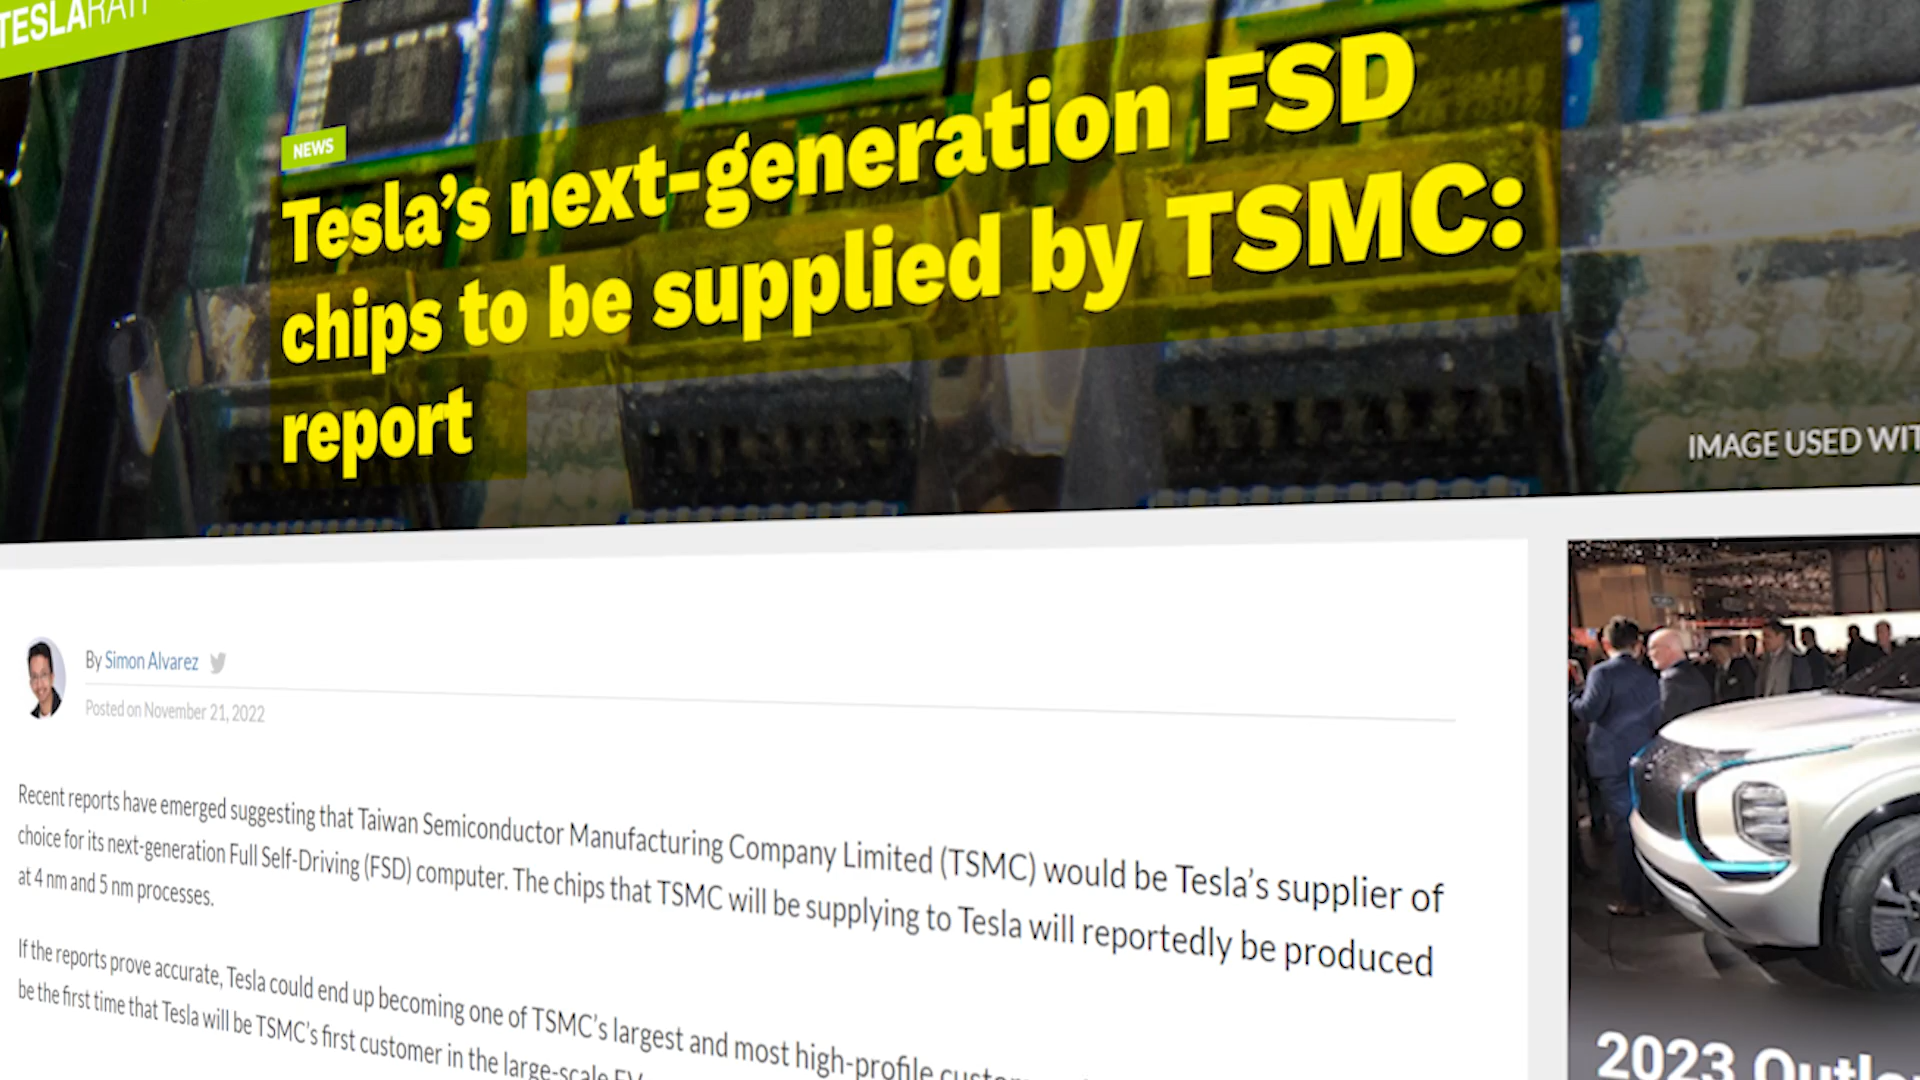 TESLARATI
NEWS
Tesla’s next-generation FSD
chips to be supplied by TSMC:
report
IMAGE USED WIT
By Simon Alvarez
Posted on November 21, 2022
Recent reports have emerged suggesting that Taiwan Semiconductor Manufacturing Company Limited (TSMC) would be Tesla’s supplier of
choice for its next-generation Full Self-Driving (FSD) computer. The chips that TSMC will be supplying to Tesla will reportedly be produced
at 4 nm and 5 nm processes.
If the reports prove accurate, Tesla could end up becoming one of TSMC’s largest and most high-profile
be the first time that Tesla will be TSMC’s first customer in the large-scale EV
2023